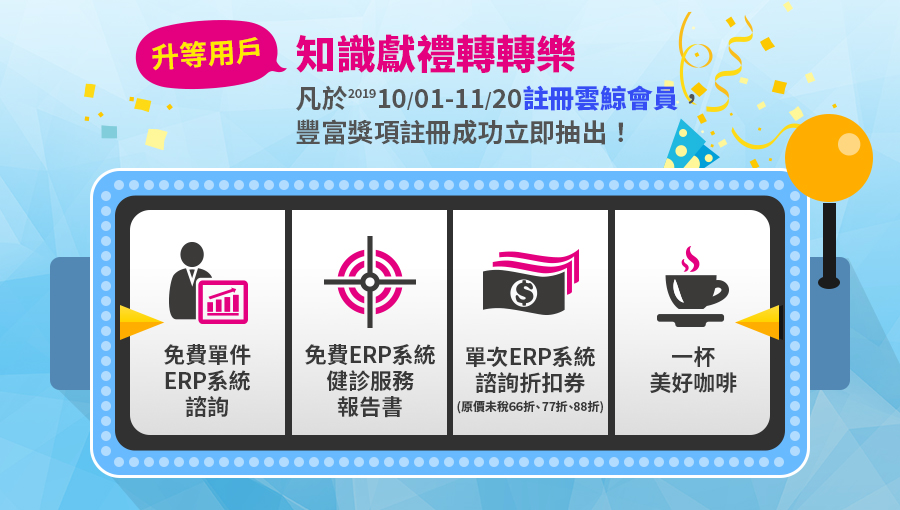 升等用戶
知識獻禮轉轉樂
凡於2019 10/01-11/20註冊雲鯨會員，
豐富獎項註冊成功立即抽出！
免費單件
ERP系統
諮詢
免費ERP系統
健診服務
報告書
單次ERP系統
諮詢折扣券
(原價未稅66折、77折、88折)
一杯
美好咖啡